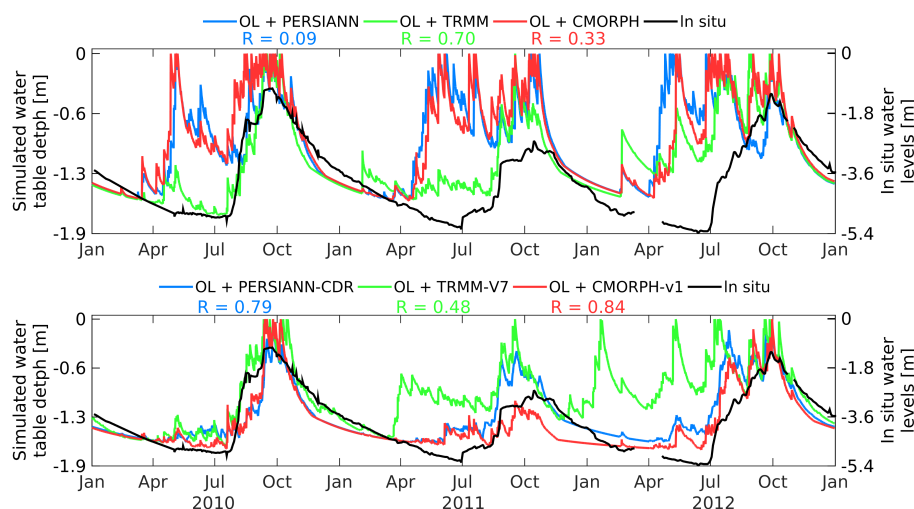 OL + PERSIANN OL + TRMM OL + CMORPH In situ
R = 0.09 R = 0.70 R = 0.33
Simulated water
table detph [m]
0
-0.6
-1.3
-1.9
0
-1.8
-3.6
-5.4
In situ water
levels [m]
Jan Apr Jul Oct Jan Apr Jul Oct Jan Apr Jul Oct Jan
OL + PERSIANN-CDR OL + TRMM-V7 OL + CMORPH-v1 In situ
R = 0.79 R = 0.48 R = 0.84
Simulated water
table detph [m]
0
-0.6
-1.3
-1.9
0
-1.8
-3.6
-5.4
In situ water
levels [m]
Jan Apr Jul Oct Jan Apr Jul Oct Jan Apr Jul Oct Jan
2010 2011 2012